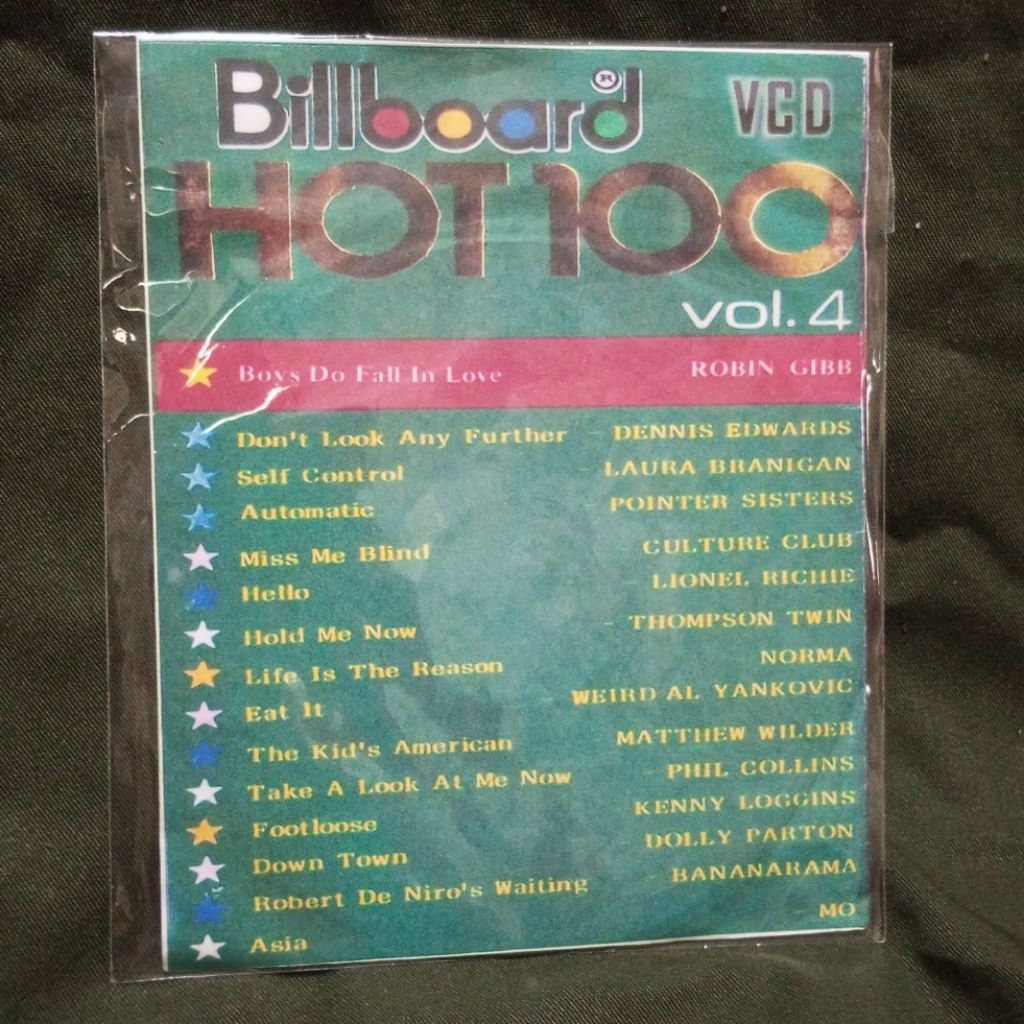 Billboard®
VCD
HOT 100
vol.4
Boys Do Fall In Love ROBIN GIBB
Don't Look Any Further - DENNIS EDWARDS
Self Control - LAURA BRANIGAN
Automatic - POINTER SISTERS
Miss Me Blind - CULTURE CLUB
Hello - LIONEL RICHIE
Hold Me Now - THOMPSON TWIN
Life Is The Reason - NORMA
Eat It - WEIRD AL YANKOVIC
The Kid's American - MATTHEW WILDER
Take A Look At Me Now - PHIL COLLINS
Footloose - KENNY LOGGINS
Down Town - DOLLY PARTON
Robert De Niro's Waiting - BANANARAMA
Asia - MO